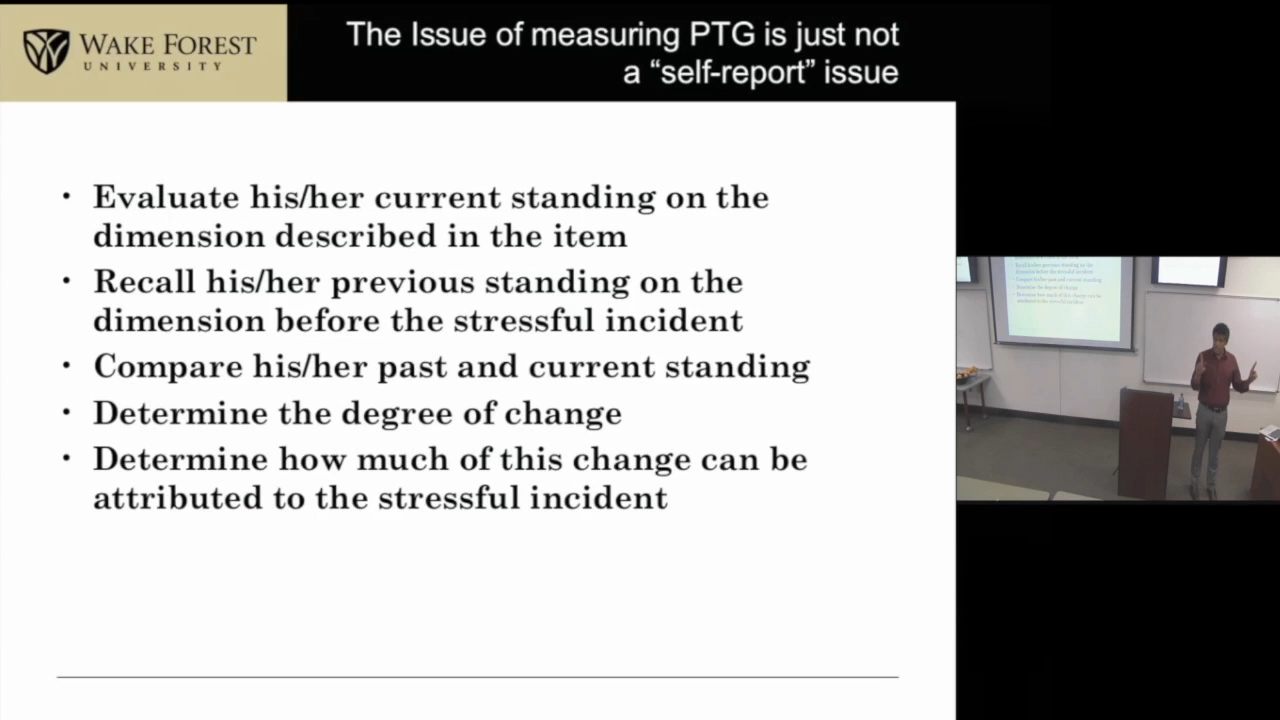 WAKE FOREST
UNIVERSITY
The Issue of measuring PTG is just not
a “self-report” issue
• Evaluate his/her current standing on the
dimension described in the item
• Recall his/her previous standing on the
dimension before the stressful incident
• Compare his/her past and current standing
• Determine the degree of change
• Determine how much of this change can be
attributed to the stressful incident